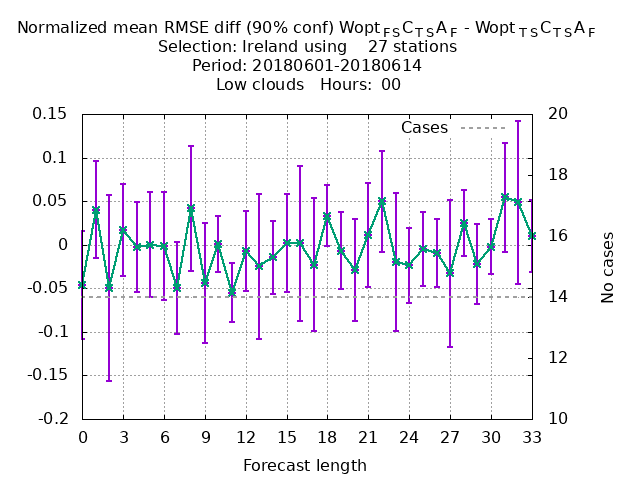 Normalized mean RMSE diff (90% conf) Wopt FS C TS A F - Wopt TS C TS A F
Selection: Ireland using 27 stations
Period: 20180601-20180614
Low clouds Hours: 00
0.15
0.1
0.05
0
-0.05
-0.1
-0.15
-0.2
Cases
20
18
16
14
12
10
No cases
0 3 6 9 12 15 18 21 24 27 30 33
Forecast length